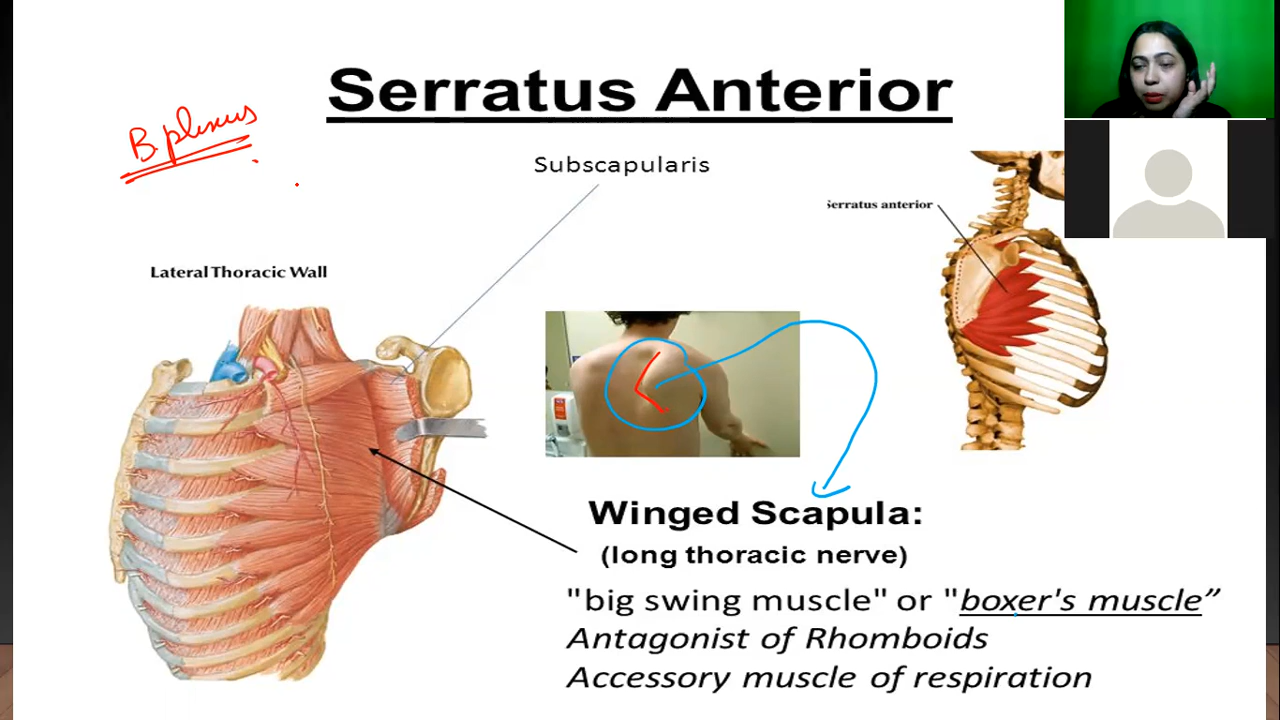 Serratus Anterior
B. plexus
Subscapularis
Serratus anterior
Lateral Thoracic Wall
Winged Scapula:
(long thoracic nerve)
"big swing muscle" or "boxer's muscle”
Antagonist of Rhomboids
Accessory muscle of respiration